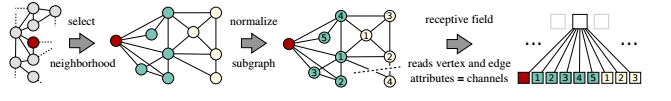 select
neighborhood
normalize
subgraph
4 3
5 1
1 2
3
2 4
receptive field
reads vertex and edge
attributes = channels
... ...
1 2 3 4 5 1 2 3